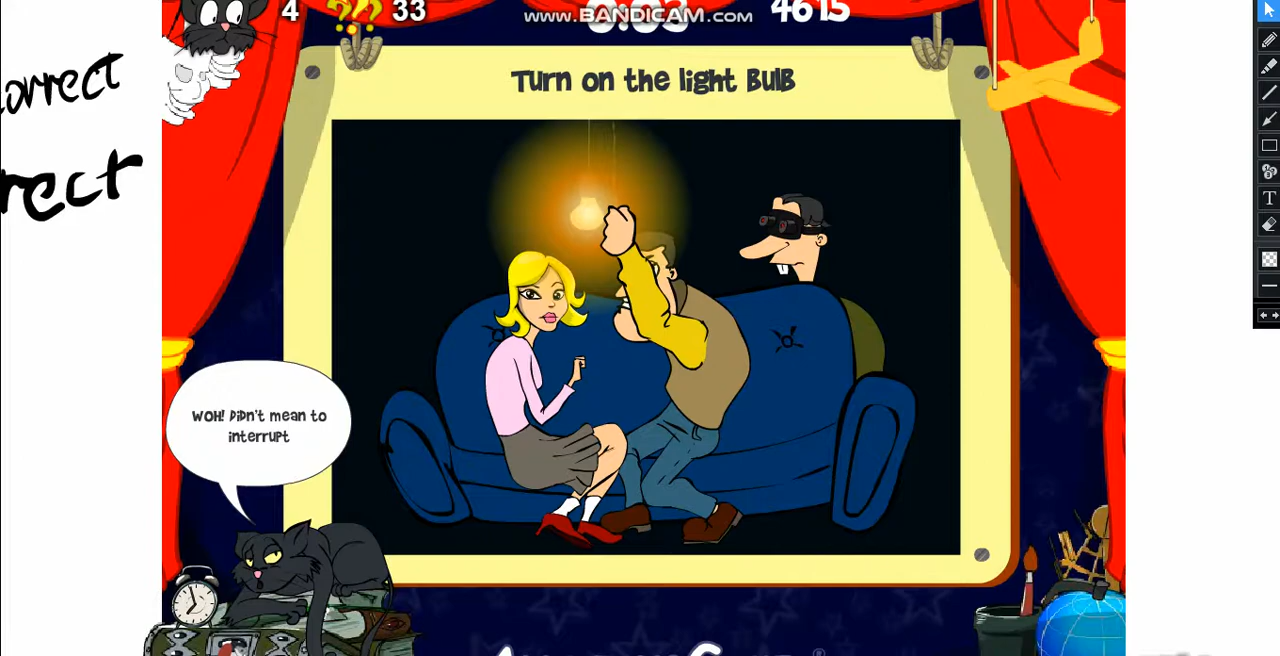 4
33
www.BANDICAM.com
4615
Turn on the light Bulb
orrect
rect
WOH! Didn't mean to
interrupt
T